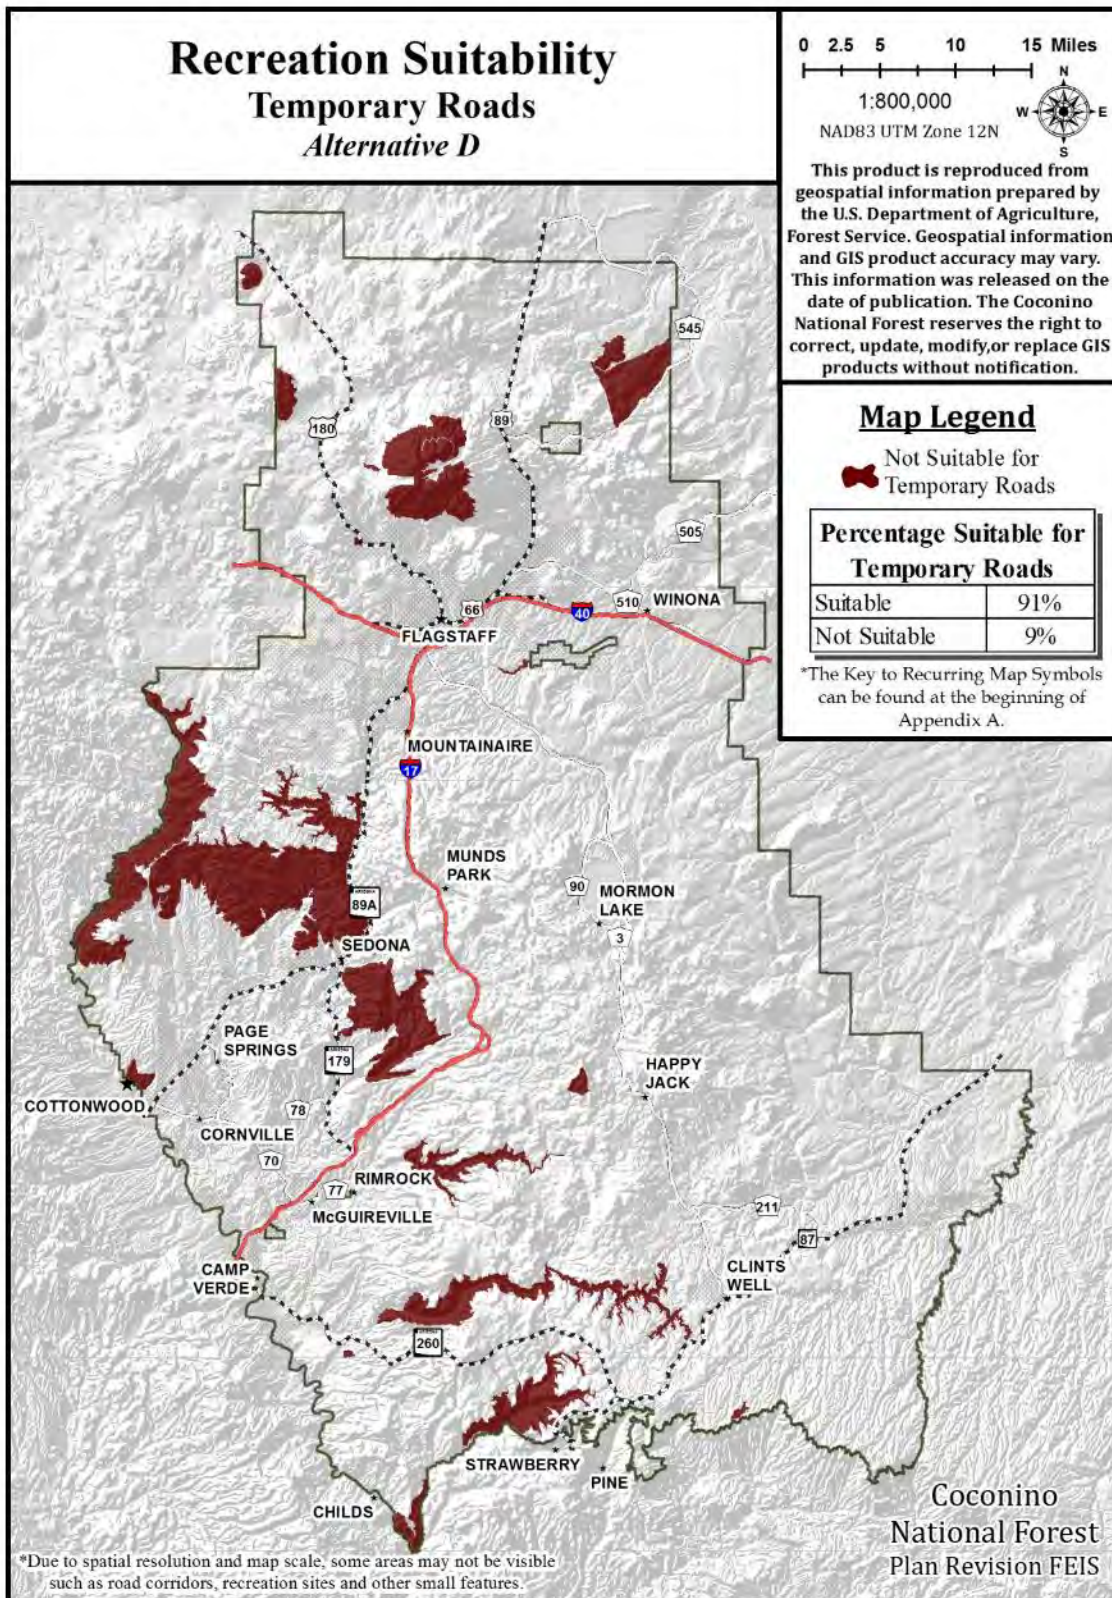 Recreation Suitability
Temporary Roads
Alternative D
0 2.5 5 10 15 Miles
1:800,000
NAD83 UTM Zone 12N
N
W E
S
This product is reproduced from
geospatial information prepared by
the U.S. Department of Agriculture,
Forest Service. Geospatial information
and GIS product accuracy may vary.
This information was released on the
date of publication. The Coconino
National Forest reserves the right to
correct, update, modify,or replace GIS
products without notification.
Map Legend
Not Suitable for
Temporary Roads
Percentage Suitable for
Temporary Roads
Suitable 91%
Not Suitable 9%
*The Key to Recurring Map Symbols
can be found at the beginning of
Appendix A.
545
180
89
505
510
WINONA
66
40
FLAGSTAFF
MOUNTAINAIRE
17
MUNDS
PARK
90
MORMON
LAKE
89A
3
SEDONA
PAGE
SPRINGS
179
HAPPY
JACK
COTTONWOOD
78
CORNVILLE
70
RIMROCK
77
McGUIREVILLE
211
87
CAMP
VERDE
CLINTS
WELL
260
STRAWBERRY
PINE
CHILDS
Coconino
National Forest
Plan Revision FEIS
*Due to spatial resolution and map scale, some areas may not be visible
such as road corridors, recreation sites and other small features.